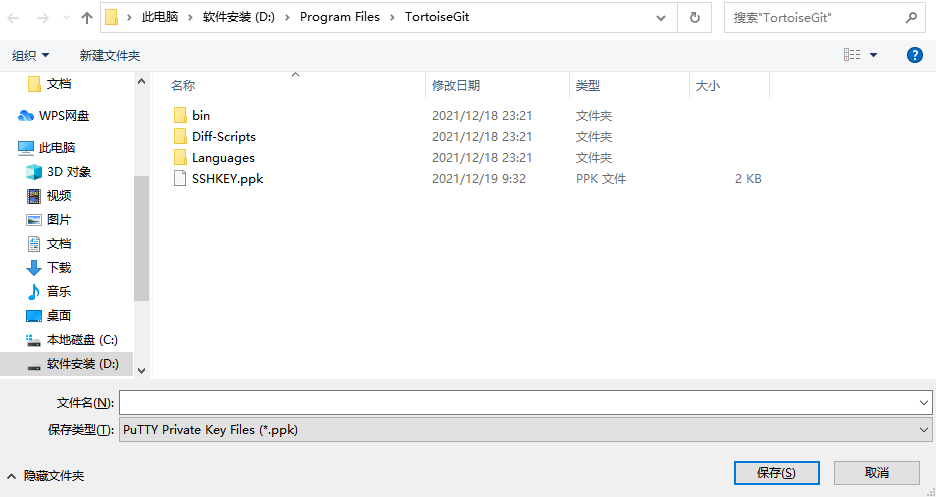 此电脑 软件安装 (D:) Program Files TortoiseGit 搜索"TortoiseGit"
组织 新建文件夹
名称 修改日期 类型 大小
文档
WPS网盘
此电脑
3D 对象
视频
图片
文档
下载
音乐
桌面
本地磁盘 (C:)
软件安装 (D:)
bin 2021/12/18 23:21 文件夹
Diff-Scripts 2021/12/18 23:21 文件夹
Languages 2021/12/18 23:21 文件夹
SSHKEY.ppk 2021/12/19 9:32 PPK 文件 2 KB
文件名(N):
保存类型(T): PuTTY Private Key Files (*.ppk)
隐藏文件夹 保存(S) 取消